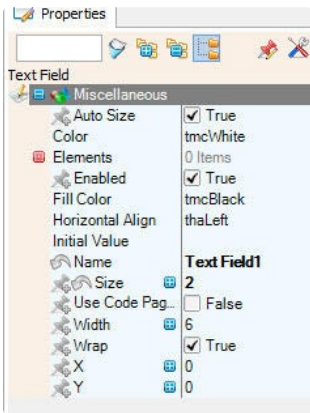 Properties
Text Field
Miscellaneous
Auto Size True
Color tmcWhite
Elements 0 Items
Enabled True
Fill Color tmcBlack
Horizontal Align thaLeft
Initial Value
Name Text Field1
Size 2
Use Code Pag... False
Width 6
Wrap True
X 0
Y 0